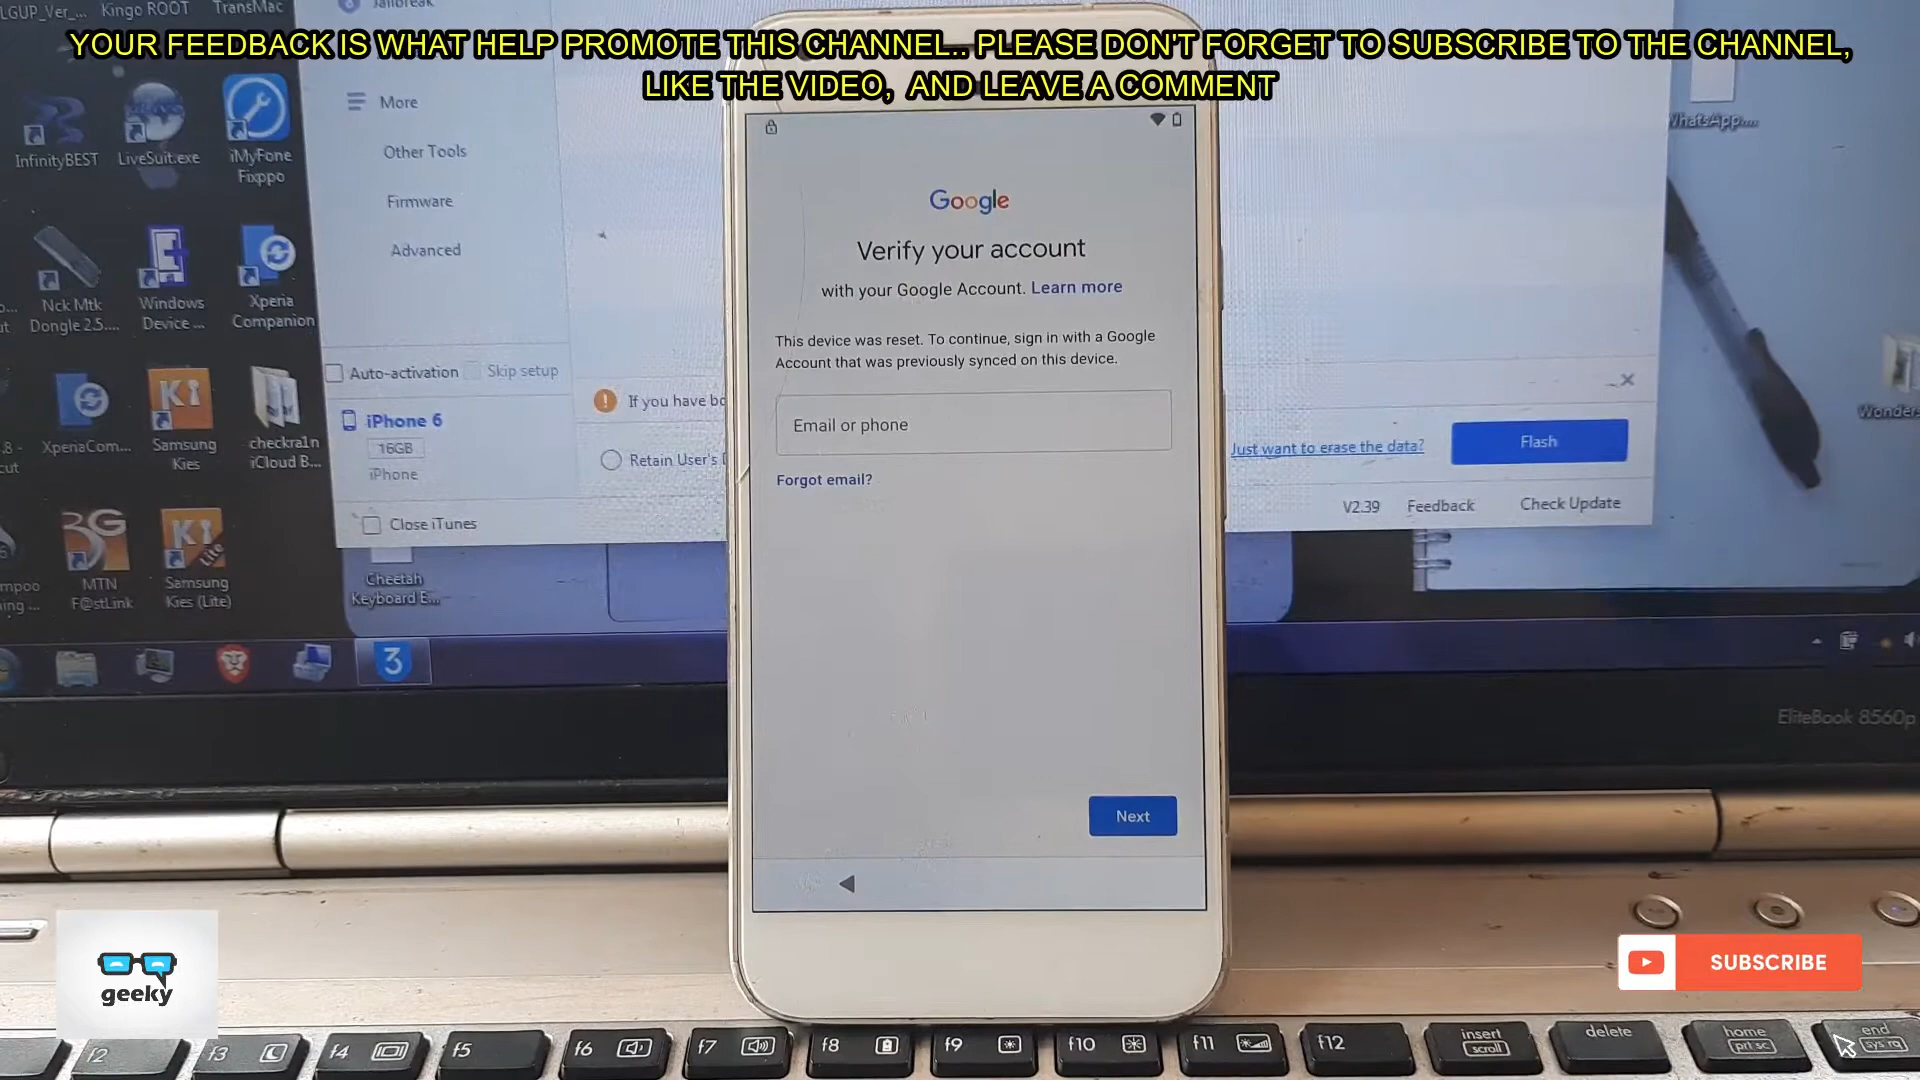 YOUR FEEDBACK IS WHAT HELP PROMOTE THIS CHANNEL.. PLEASE DON'T FORGET TO SUBSCRIBE TO THE CHANNEL,
LIKE THE VIDEO, AND LEAVE A COMMENT
LGUP_Ver_...
Kingo ROOT
TransMac
Jailbreak
More
Other Tools
Firmware
Advanced
InfinityBEST
LiveSuit.exe
iMyFone
Fixppo
WhatsApp....
Nck Mtk
Dongle 2.5....
Windows
Device ...
Xperia
Companion
Auto-activation
Skip setup
iPhone 6
16GB
iPhone
Close iTunes
XperiaCom...
KI
Samsung
Kies
checkra1n
iCloud B...
3G
MTN
F@stLink
KI
Lite
Samsung
Kies (Lite)
Cheetah
Keyboard E...
3
Google
Verify your account
with your Google Account. Learn more
This device was reset. To continue, sign in with a Google
Account that was previously synced on this device.
Email or phone
Forgot email?
Next
If you have
Retain User's
Just want to erase the data?
Flash
V2.39
Feedback
Check Update
EliteBook 8560p
geeky
SUBSCRIBE
f2
f3
f4
f5
f6
f7
f8
f9
f10
f11
f12
insert
scroll
delete
home
prt sc
end
sys rq